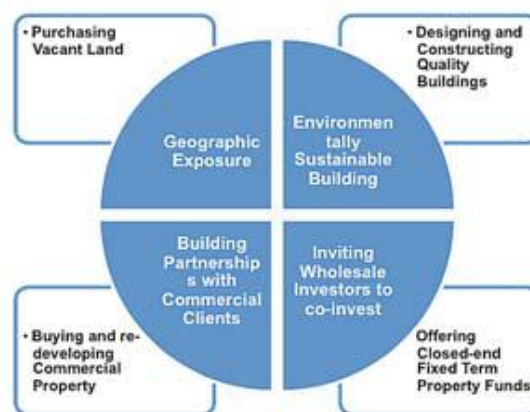 • Purchasing
Vacant Land
• Designing and
Constructing
Quality
Buildings
Geographic
Exposure
Environmen
tally
Sustainable
Building
Building
Partnership
s with
Commercial
Clients
Inviting
Wholesale
Investors to
co-invest
• Buying and re-
developing
Commercial
Property
Offering
Closed-end
Fixed Term
Property Funds